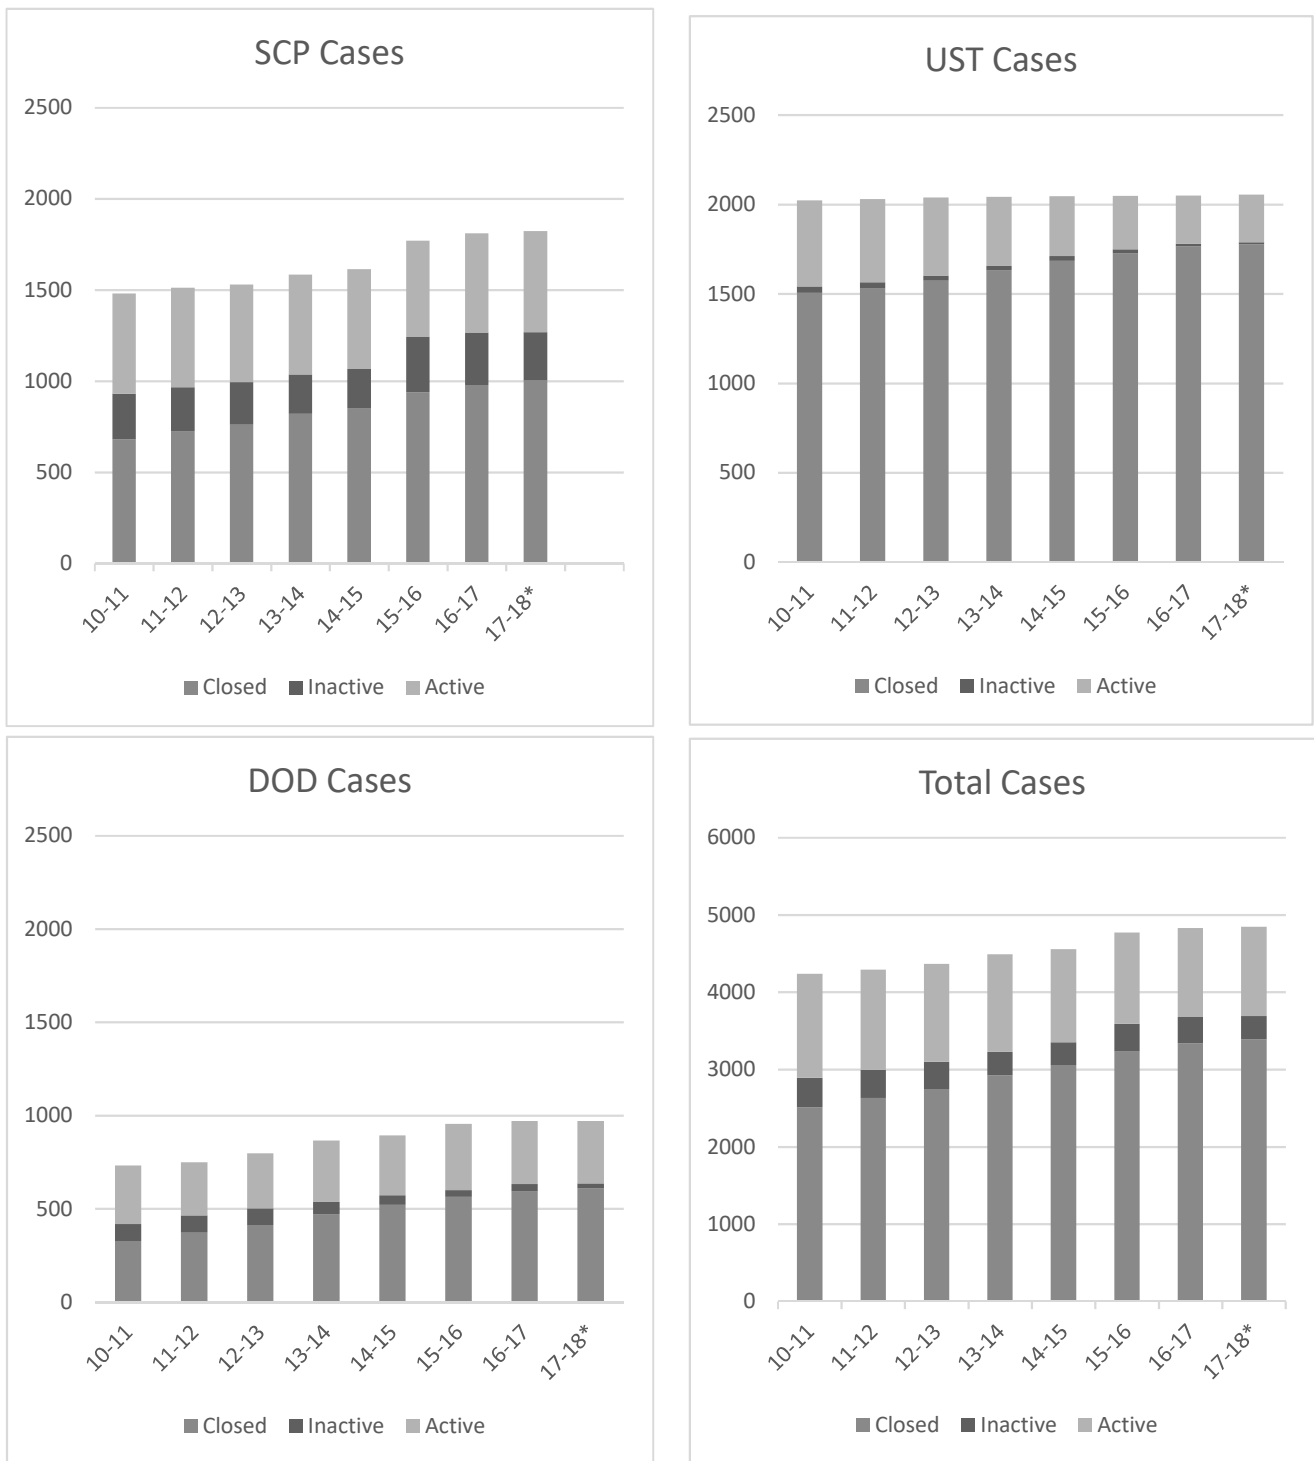 SCP Cases
2500
2000
1500
1000
500
0
10-11 11-12 12-13 13-14 14-15 15-16 16-17 17-18*
Closed Inactive Active
UST Cases
2500
2000
1500
1000
500
0
10-11 11-12 12-13 13-14 14-15 15-16 16-17 17-18*
Closed Inactive Active
DOD Cases
2500
2000
1500
1000
500
0
10-11 11-12 12-13 13-14 14-15 15-16 16-17 17-18*
Closed Inactive Active
Total Cases
6000
5000
4000
3000
2000
1000
0
10-11 11-12 12-13 13-14 14-15 15-16 16-17 17-18*
Closed Inactive Active